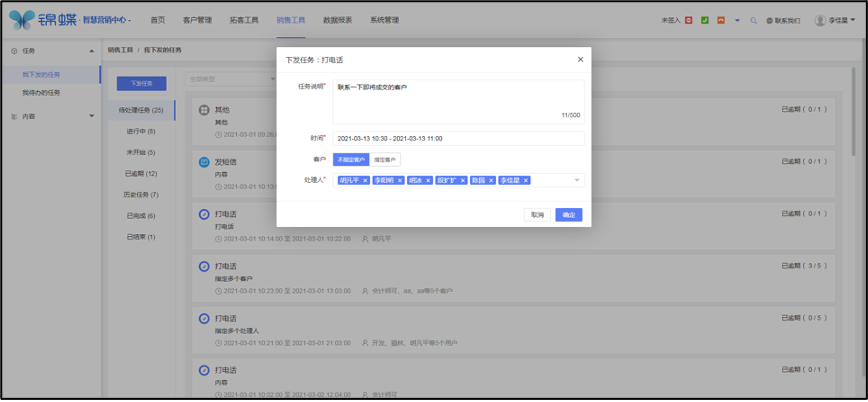 锦蝶 · 智慧营销中心 ·
首页 客户管理 拓客工具 销售工具 数据报表 系统管理
未签入 联系我们 李佳星
任务
我下发的任务
我待办的任务
内容
销售工具 / 我下发的任务
下发任务
全部类型
待处理任务 (25)
进行中 (8)
未开始 (5)
已逾期 (12)
历史任务 (7)
已完成 (6)
已结束 (1)
其他
其他
2021-03-01 09:26:
已逾期 ( 0 / 1 )
发短信
内容
2021-03-01 10:13:
已逾期 ( 0 / 1 )
打电话
打电话
2021-03-01 10:14:00 至 2021-03-01 10:22:00 胡凡平
已逾期 ( 0 / 1 )
打电话
指定多个客户
2021-03-01 10:23:00 至 2021-03-01 13:03:00 会计师可、aa、aa等5个客户
已逾期 ( 3 / 5 )
打电话
指定多个处理人
2021-03-01 10:21:00 至 2021-03-01 21:03:00 开发、 胡凡平等5个用户
已逾期 ( 0 / 5 )
打电话
内容
2021-03-01 10:02:00 至 2021-03-02 12:04:00 会计师可
已逾期 ( 0 / 1 )
下发任务：打电话
任务说明* 联系一下即将成交的客户
11/500
时间* 2021-03-13 10:30 - 2021-03-13 11:00
客户 不指定客户 指定客户
处理人* 胡凡平 李阳明 胡冰 段扩扩 陈园 李佳星
取消 确定